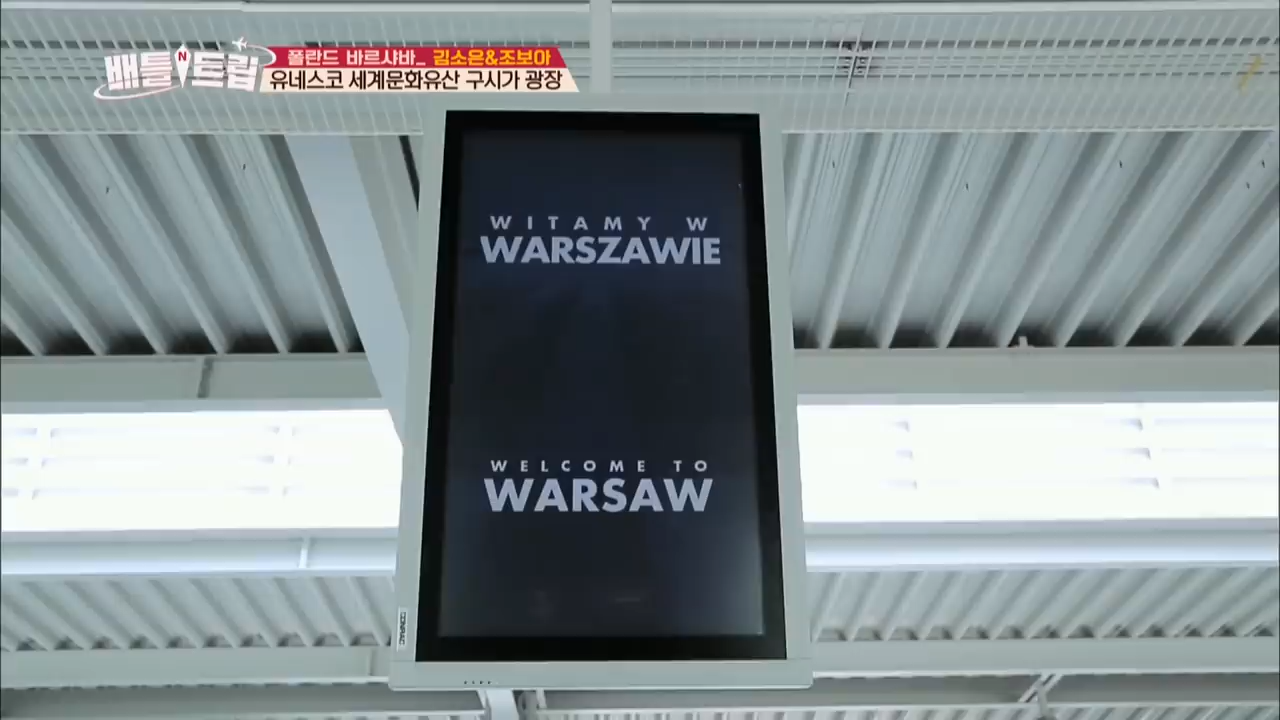 배틀 트립
폴란드 바르샤바_ 김소은&조보아
유네스코 세계문화유산 구시가 광장
WITAMY W
WARSZAWIE
WELCOME TO
WARSAW
CONRAC